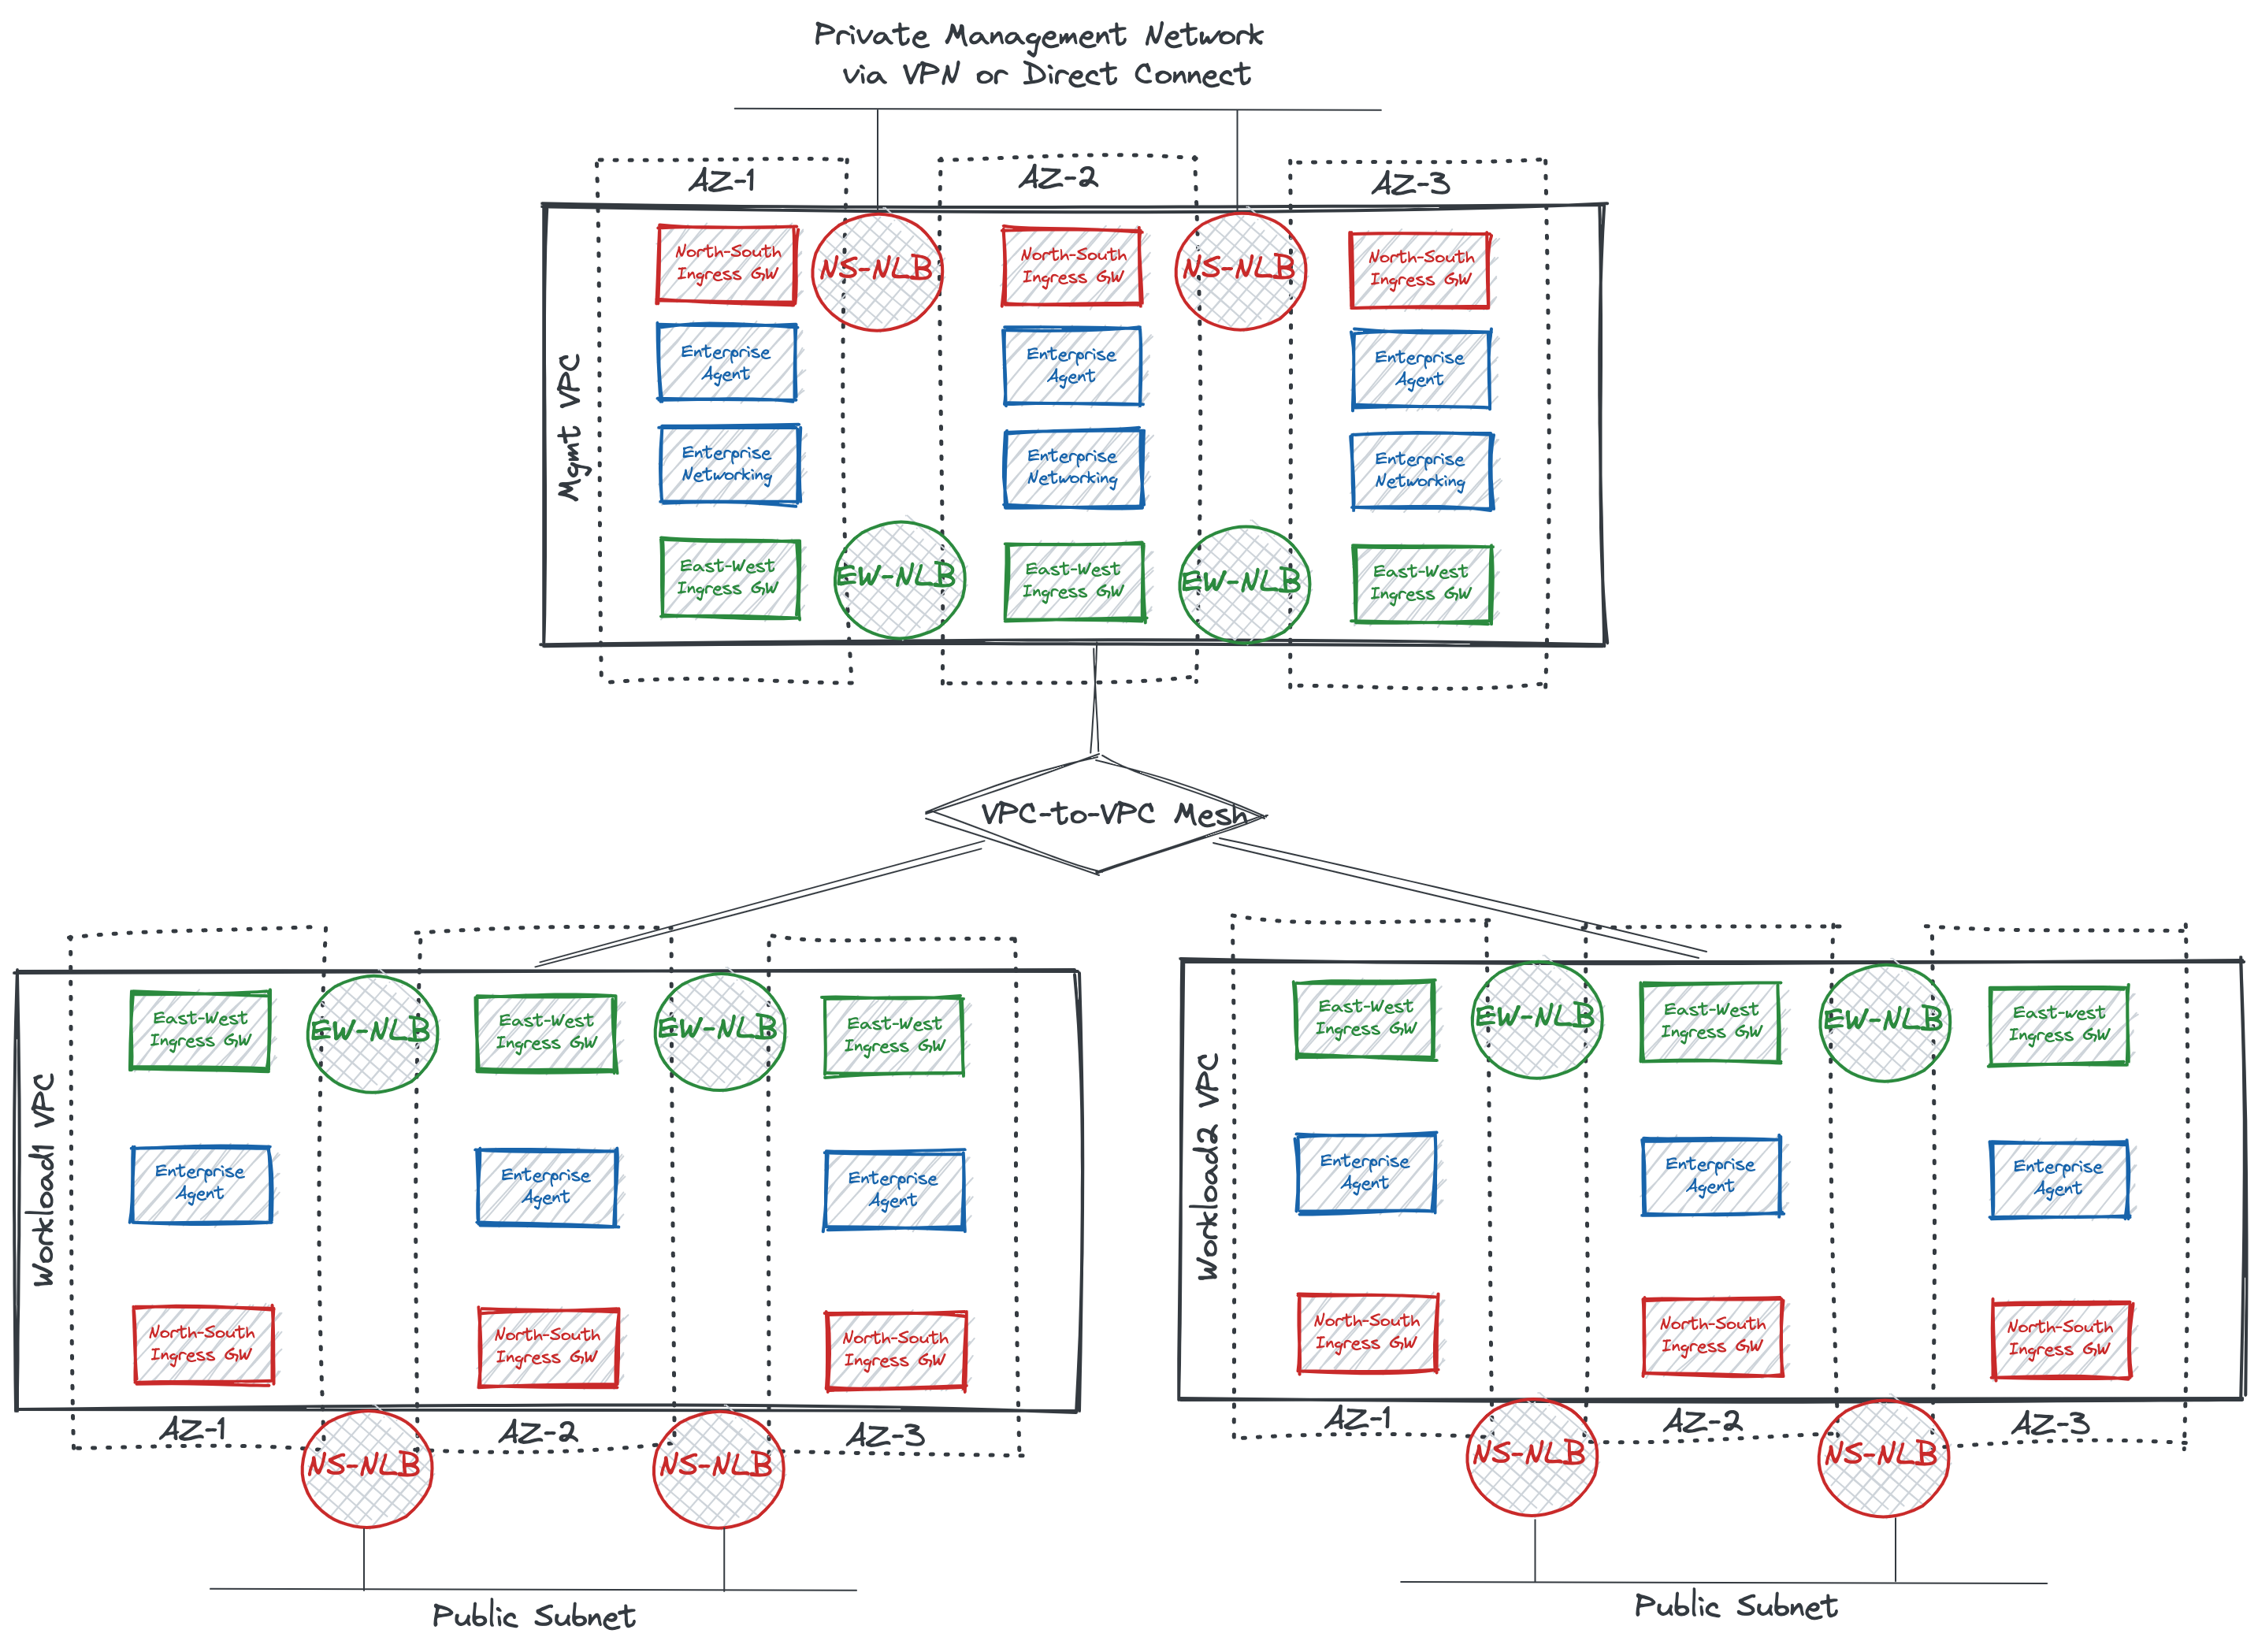 Private Management Network
via VPN or Direct Connect
AZ-1
AZ-2
AZ-3
Mgmt VPC
North-South
Ingress GW
NS-NLB
North-South
Ingress GW
NS-NLB
North-South
Ingress GW
Enterprise
Agent
Enterprise
Agent
Enterprise
Agent
Enterprise
Networking
Enterprise
Networking
Enterprise
Networking
East-West
Ingress GW
EW-NLB
East-West
Ingress GW
EW-NLB
East-West
Ingress GW
VPC-to-VPC Mesh
Workload1 VPC
East-West
Ingress GW
EW-NLB
East-West
Ingress GW
EW-NLB
East-West
Ingress GW
Enterprise
Agent
Enterprise
Agent
Enterprise
Agent
North-South
Ingress GW
North-South
Ingress GW
North-South
Ingress GW
AZ-1
AZ-2
AZ-3
NS-NLB
NS-NLB
Public Subnet
Workload2 VPC
East-West
Ingress GW
EW-NLB
East-West
Ingress GW
EW-NLB
East-West
Ingress GW
Enterprise
Agent
Enterprise
Agent
Enterprise
Agent
North-South
Ingress GW
North-South
Ingress GW
North-South
Ingress GW
AZ-1
AZ-2
AZ-3
NS-NLB
NS-NLB
Public Subnet